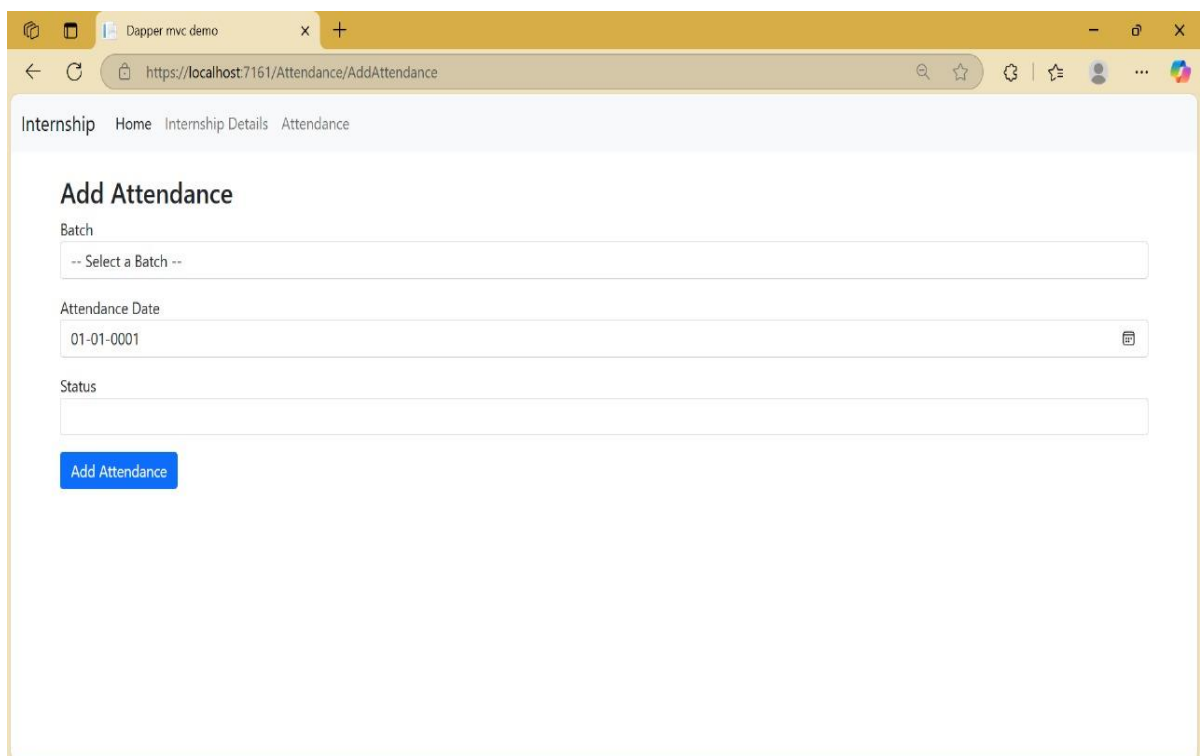 Dapper mvc demo
https://localhost:7161/Attendance/AddAttendance
Internship Home Internship Details Attendance
Add Attendance
Batch
-- Select a Batch --
Attendance Date
01-01-0001
Status
Add Attendance